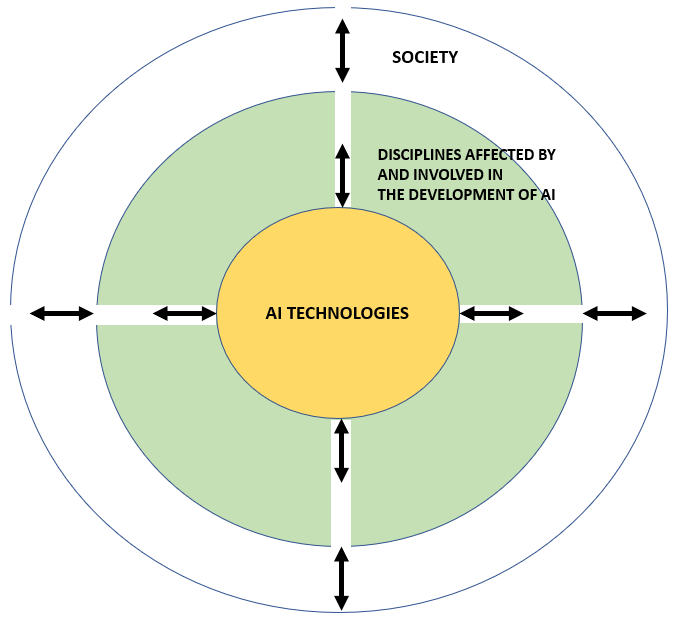 SOCIETY
DISCIPLINES AFFECTED BY
AND INVOLVED IN
THE DEVELOPMENT OF AI
AI TECHNOLOGIES